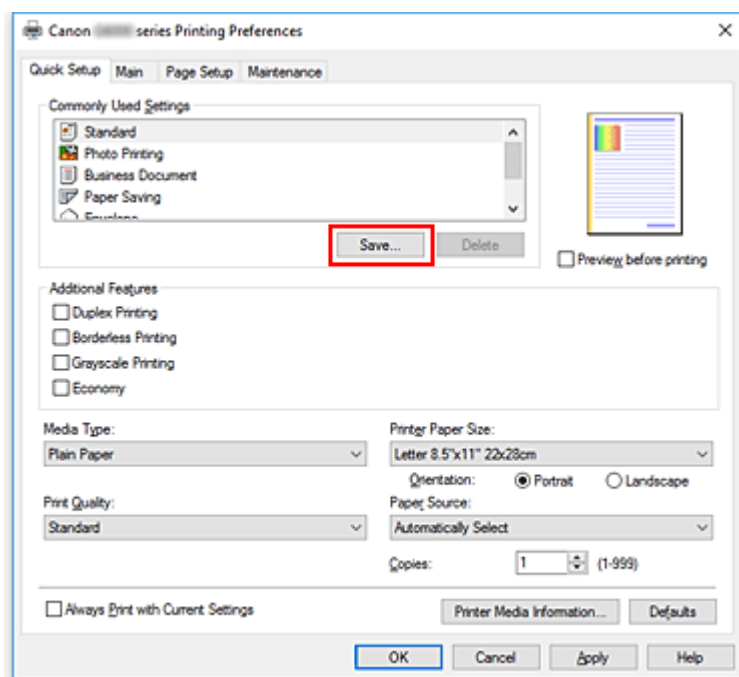 Canon series Printing Preferences
Quick Setup Main Page Setup Maintenance
Commonly Used Settings
Standard
Photo Printing
Business Document
Paper Saving
Envelope
Save... Delete
Preview before printing
Additional Features
Duplex Printing
Borderless Printing
Grayscale Printing
Economy
Media Type: Printer Paper Size:
Plain Paper Letter 8.5"x11" 22x28cm
Orientation: Portrait Landscape
Print Quality: Paper Source:
Standard Automatically Select
Copies: 1 (1-999)
Always Print with Current Settings Printer Media Information... Defaults
OK Cancel Apply Help